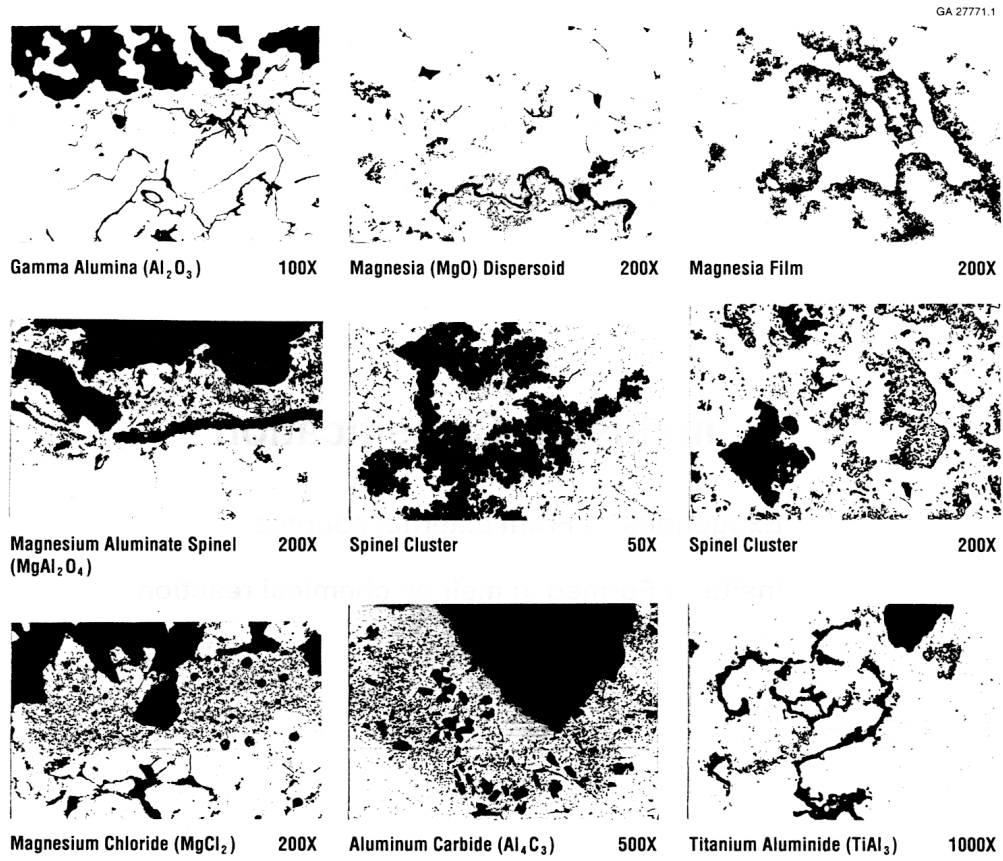 GA 27771.1
Gamma Alumina (Al₂O₃) 100X
Magnesia (MgO) Dispersoid 200X
Magnesia Film 200X
Magnesium Aluminate Spinel 200X
(MgAl₂O₄)
Spinel Cluster 50X
Spinel Cluster 200X
Magnesium Chloride (MgCl₂) 200X
Aluminum Carbide (Al₄C₃) 500X
Titanium Aluminide (TiAl₃) 1000X